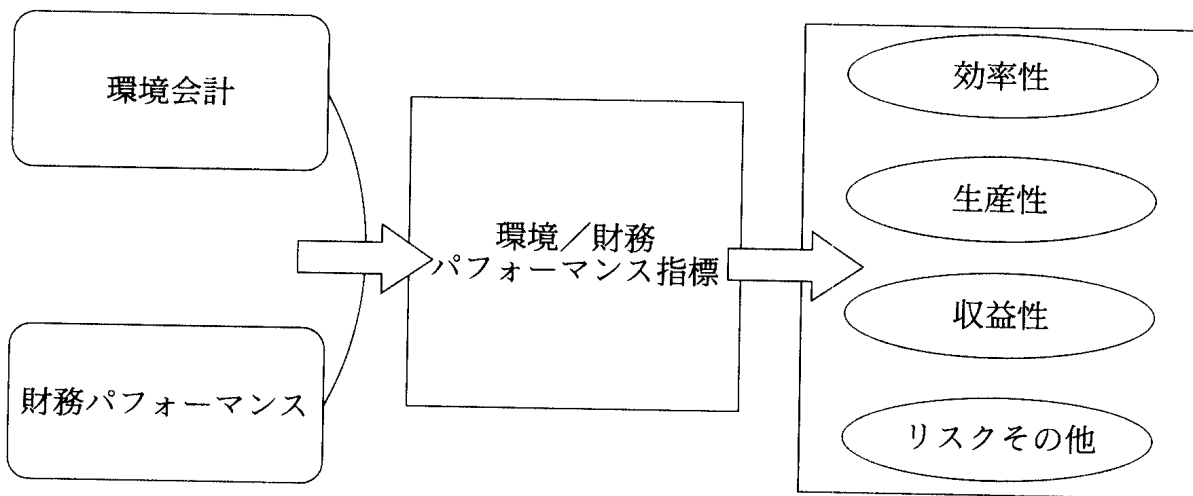 環境会計
財務パフォーマンス
環境／財務
パフォーマンス指標
効率性
生産性
収益性
リスクその他